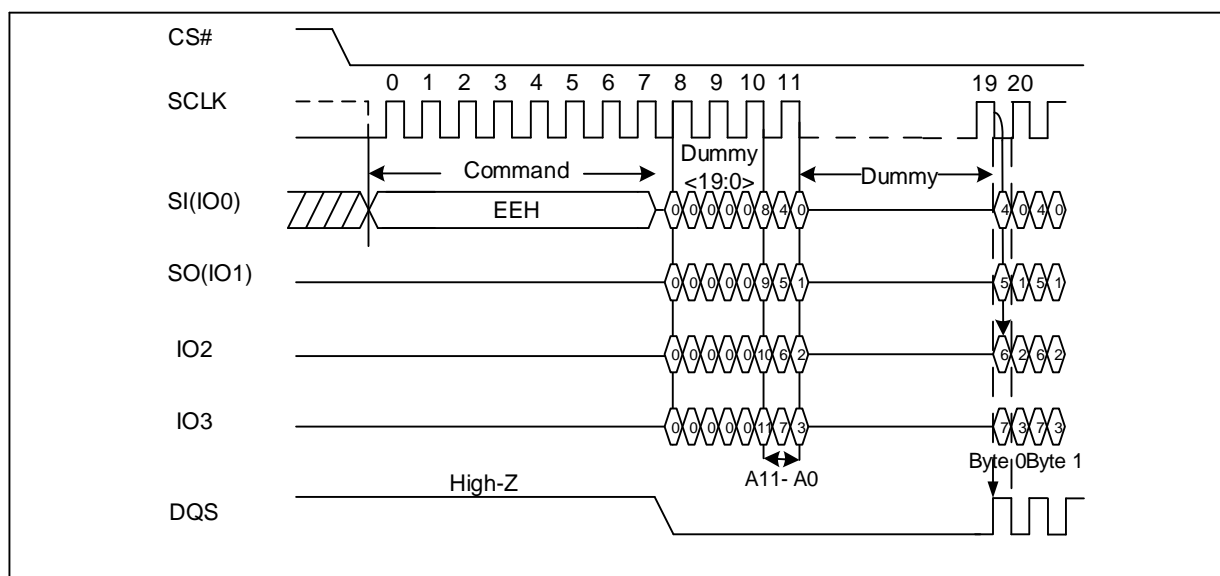 CS#
0 1 2 3 4 5 6 7 8 9 10 11 19 20
SCLK
Command
Dummy
<19:0>
Dummy
SI(IO0)
EEH
0 0 0 0 0 8 4 0 4 0 4 0
SO(IO1)
0 0 0 0 0 9 5 1 5 1 5 1
IO2
0 0 0 0 0 10 6 2 6 2 6 2
IO3
0 0 0 0 0 11 7 3 7 3 7 3
A11- A0
Byte 0 Byte 1
High-Z
DQS